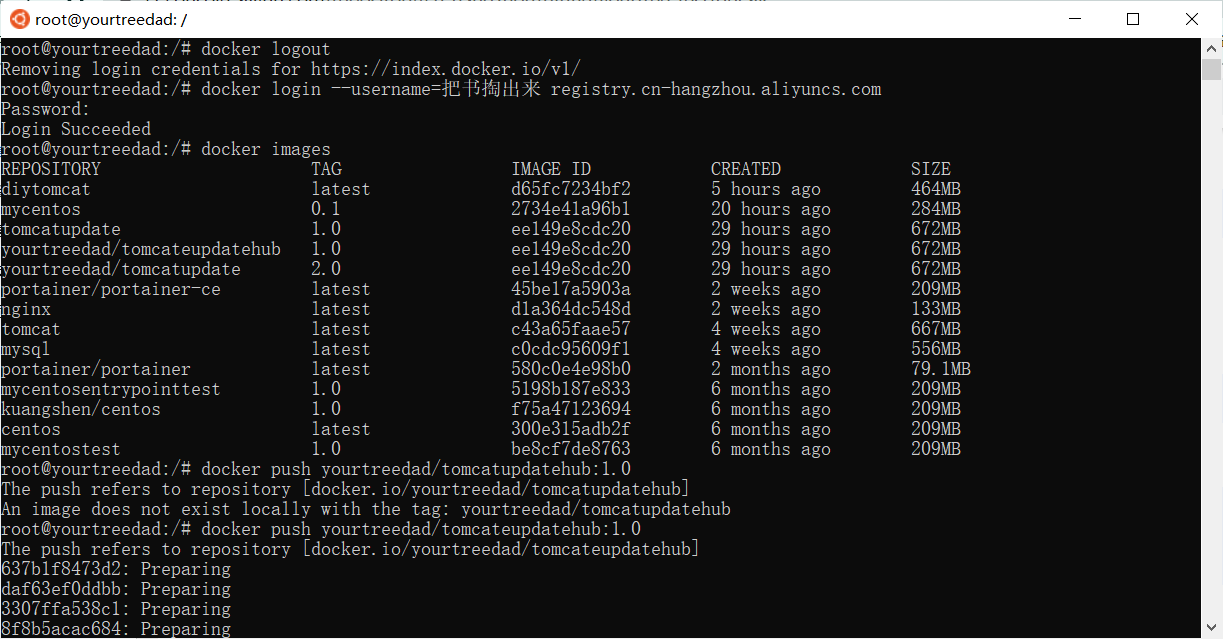 root@yourtreedad: /
root@yourtreedad:/# docker logout
Removing login credentials for https://index.docker.io/v1/
root@yourtreedad:/# docker login --username=把书掏出来 registry.cn-hangzhou.aliyuncs.com
Password:
Login Succeeded
root@yourtreedad:/# docker images
REPOSITORY TAG IMAGE ID CREATED SIZE
diytomcat latest d65fc7234bf2 5 hours ago 464MB
mycentos 0.1 2734e41a96b1 20 hours ago 284MB
tomcatupdate 1.0 ee149e8cdc20 29 hours ago 672MB
yourtreedad/tomcateupdatehub 1.0 ee149e8cdc20 29 hours ago 672MB
yourtreedad/tomcatupdate 2.0 ee149e8cdc20 29 hours ago 672MB
portainer/portainer-ce latest 45be17a5903a 2 weeks ago 209MB
nginx latest d1a364dc548d 2 weeks ago 133MB
tomcat latest c43a65faae57 4 weeks ago 667MB
mysql latest c0cdc95609f1 4 weeks ago 556MB
portainer/portainer latest 580c0e4e98b0 2 months ago 79.1MB
mycentosentrypointtest 1.0 5198b187e833 6 months ago 209MB
kuangshen/centos 1.0 f75a47123694 6 months ago 209MB
centos latest 300e315adb2f 6 months ago 209MB
mycentostest 1.0 be8cf7de8763 6 months ago 209MB
root@yourtreedad:/# docker push yourtreedad/tomcatupdatehub:1.0
The push refers to repository [docker.io/yourtreedad/tomcatupdatehub]
An image does not exist locally with the tag: yourtreedad/tomcatupdatehub
root@yourtreedad:/# docker push yourtreedad/tomcateupdatehub:1.0
The push refers to repository [docker.io/yourtreedad/tomcateupdatehub]
637b1f8473d2: Preparing
daf63ef0ddbb: Preparing
3307ffa538c1: Preparing
8f8b5acac684: Preparing